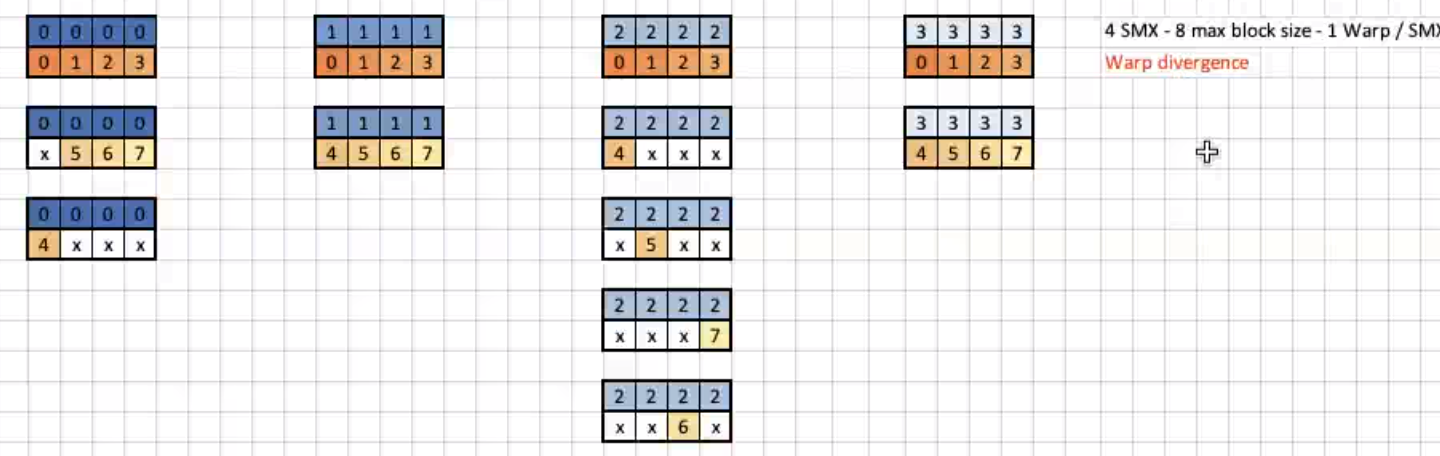 0 0 0 0 1 1 1 1 2 2 2 2 3 3 3 3 4 SMX - 8 max block size - 1 Warp / SMX
0 1 2 3 0 1 2 3 0 1 2 3 0 1 2 3 Warp divergence
0 0 0 0 1 1 1 1 2 2 2 2 3 3 3 3
x 5 6 7 4 5 6 7 4 x x x 4 5 6 7
0 0 0 0 2 2 2 2
4 x x x x 5 x x
2 2 2 2
x x x 7
2 2 2 2
x x 6 x